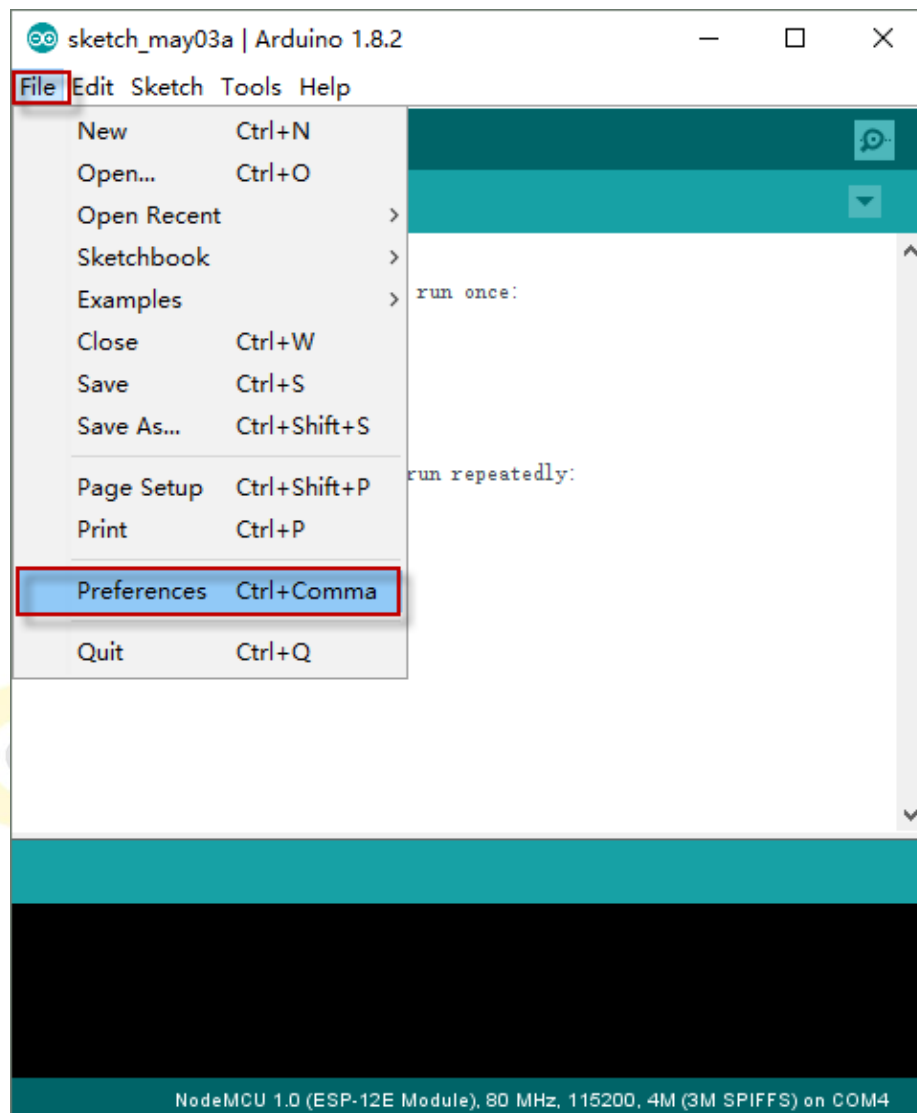 sketch_may03a | Arduino 1.8.2
File Edit Sketch Tools Help
New Ctrl+N
Open... Ctrl+O
Open Recent
Sketchbook
Examples
run once:
Close Ctrl+W
Save Ctrl+S
Save As... Ctrl+Shift+S
Page Setup Ctrl+Shift+P
run repeatedly:
Print Ctrl+P
Preferences Ctrl+Comma
Quit Ctrl+Q
NodeMCU 1.0 (ESP-12E Module), 80 MHz, 115200, 4M (3M SPIFFS) on COM4